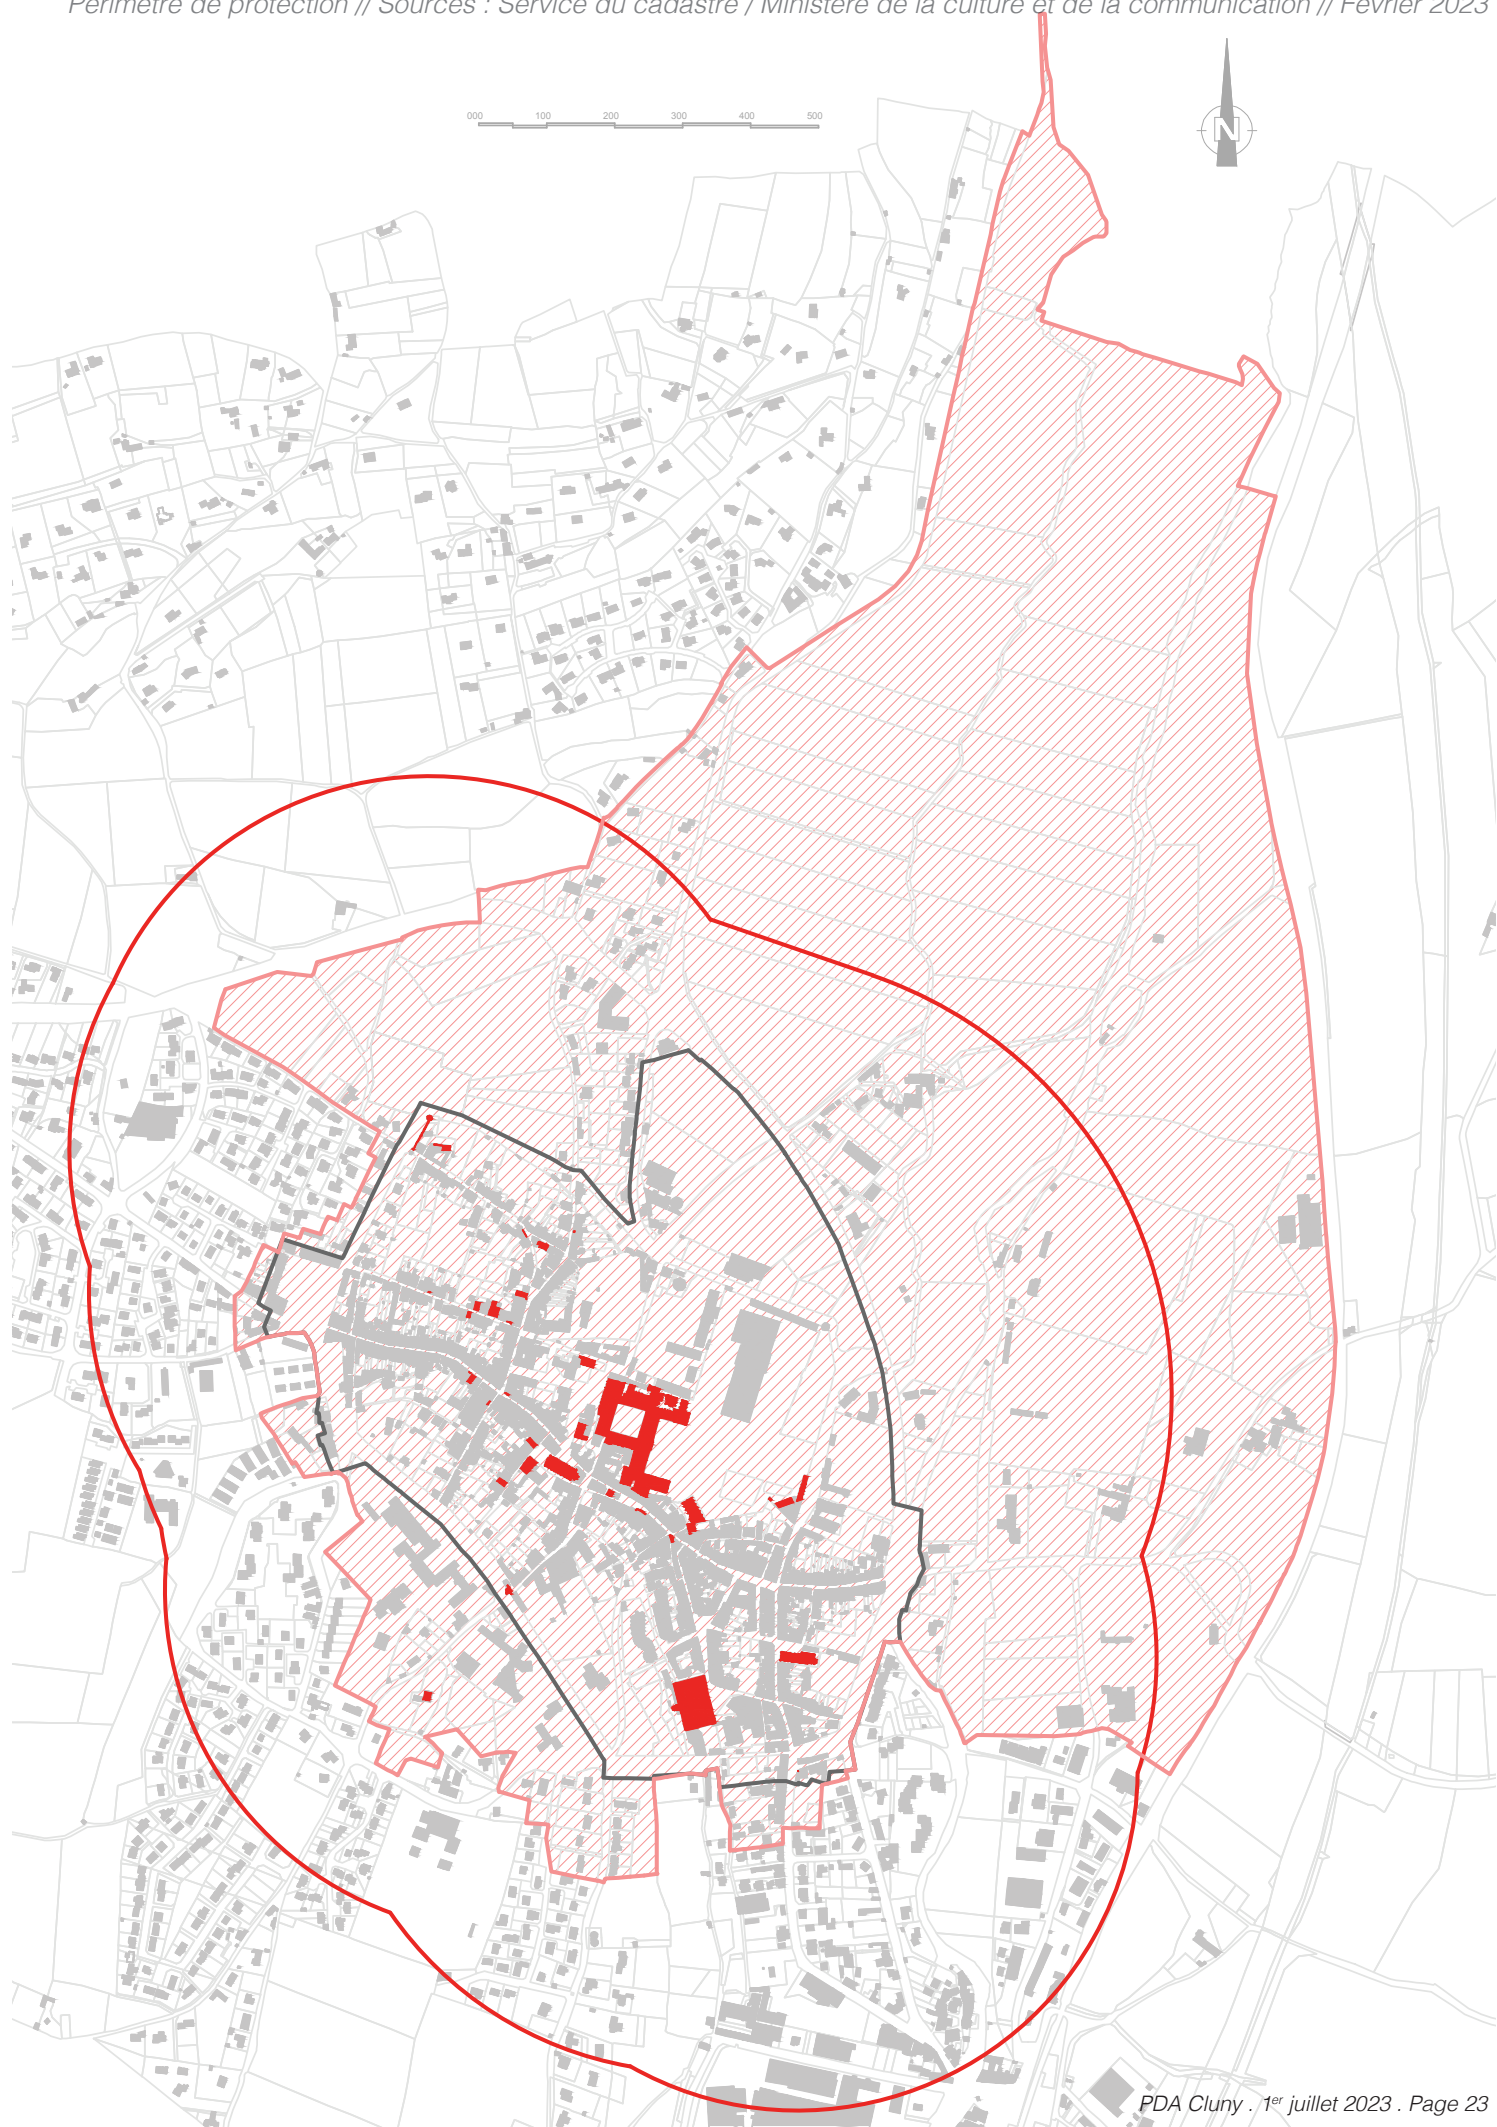 Périmètre de protection // Sources : Service du cadastre / Ministère de la culture et de la communication // Février 2023
000 100 200 300 400 500
N
PDA Cluny . 1er juillet 2023 . Page 23